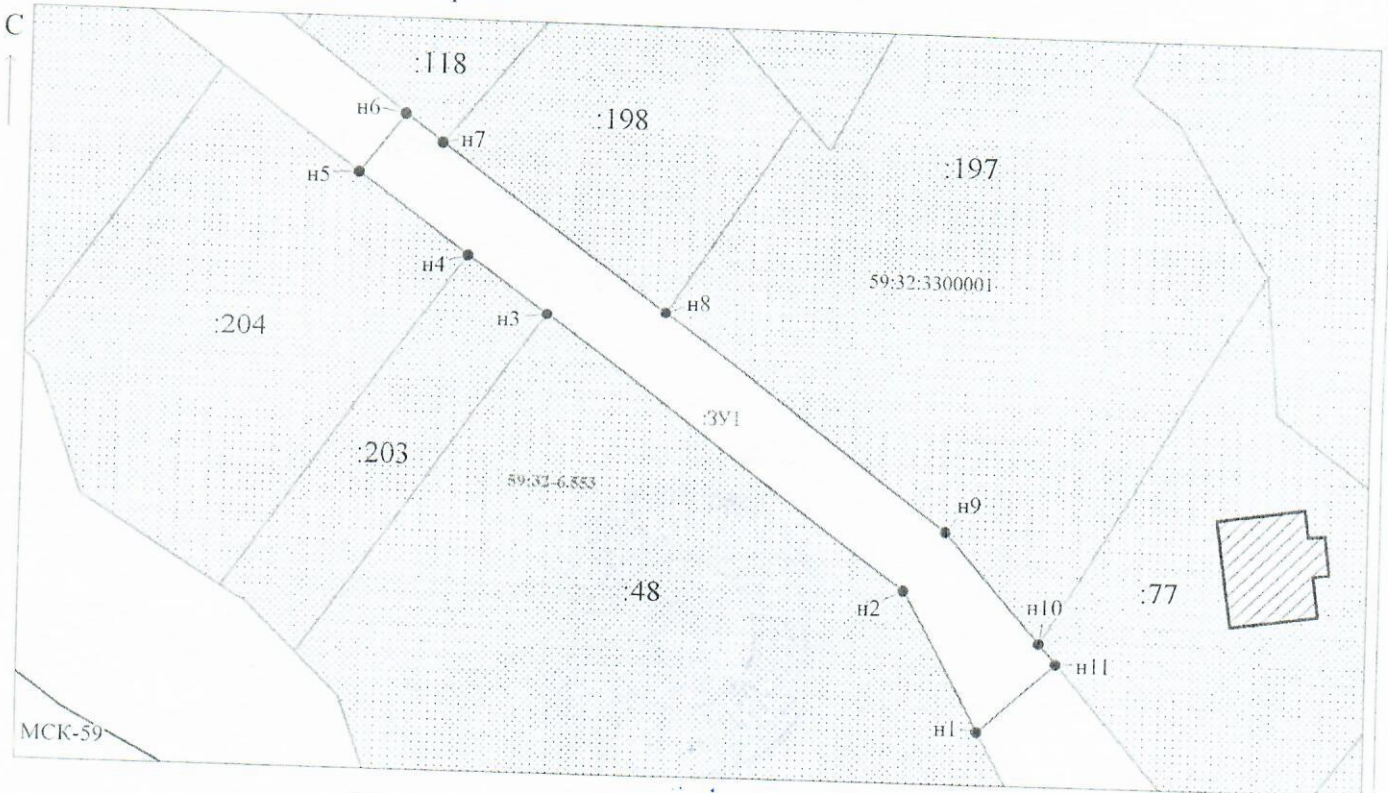 С
:118
н6
н7
:198
:197
н5
н4
59:32:3300001
н3
н8
:204
:ЗУ1
:203
59:32-6.553
н9
:48
н2
:77
н10
н11
н1
МСК-59